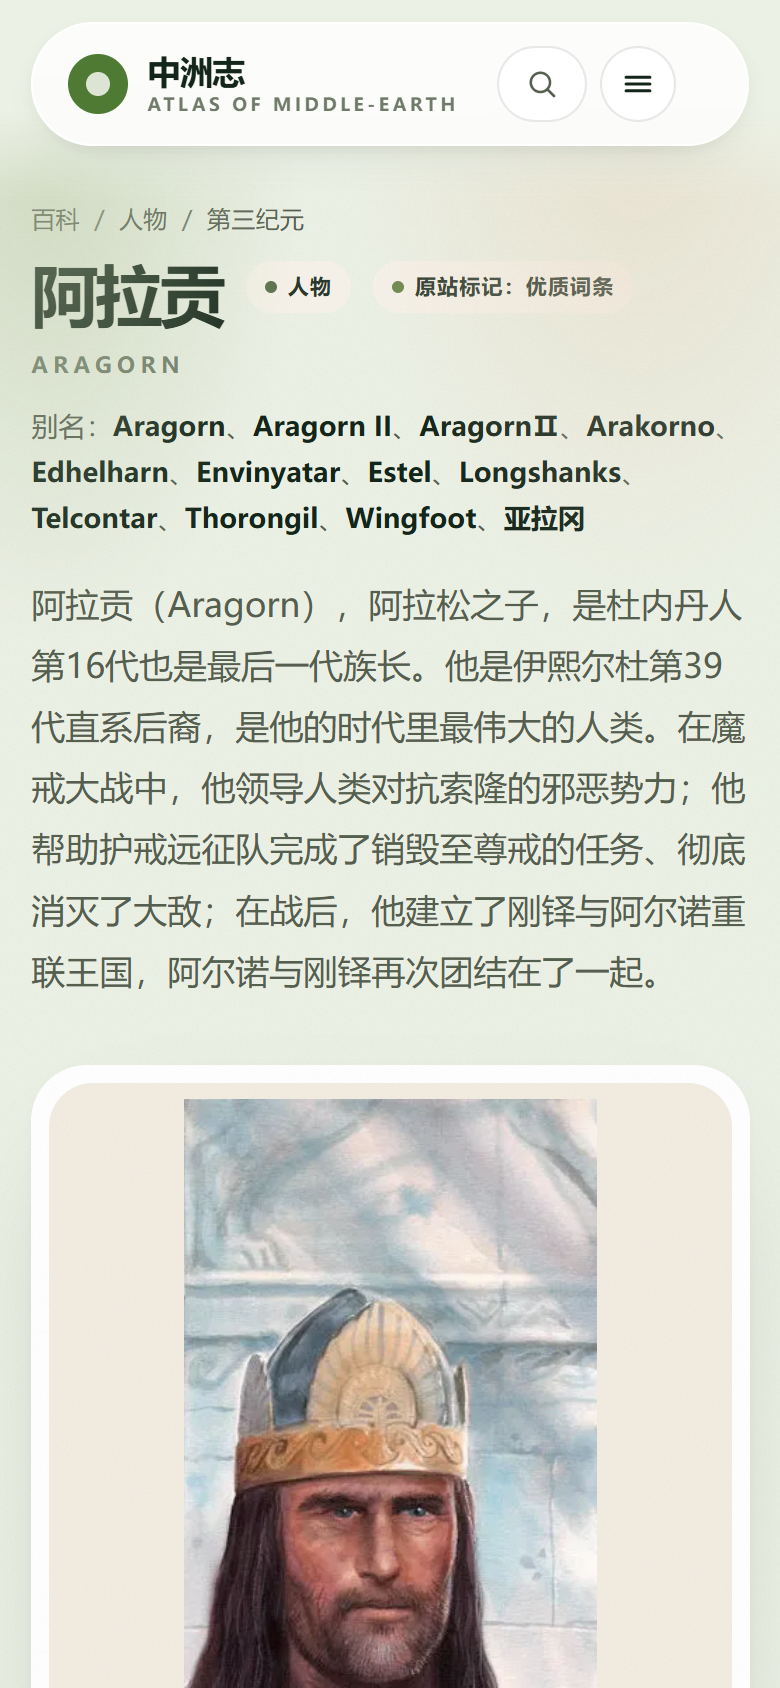 中洲志
ATLAS OF MIDDLE-EARTH
百科 / 人物 / 第三纪元
阿拉贡
人物
原站标记：优质词条
ARAGORN
别名：Aragorn、Aragorn II、AragornⅡ、Arakorno、
Edhelharn、Envinyatar、Estel、Longshanks、
Telcontar、Thorongil、Wingfoot、亚拉冈
阿拉贡（Aragorn），阿拉松之子，是杜内丹人
第16代也是最后一代族长。他是伊熙尔杜第39
代直系后裔，是他的时代里最伟大的人类。在魔
戒大战中，他领导人类对抗索隆的邪恶势力；他
帮助护戒远征队完成了销毁至尊戒的任务、彻底
消灭了大敌；在战后，他建立了刚铎与阿尔诺重
联王国，阿尔诺与刚铎再次团结在了一起。